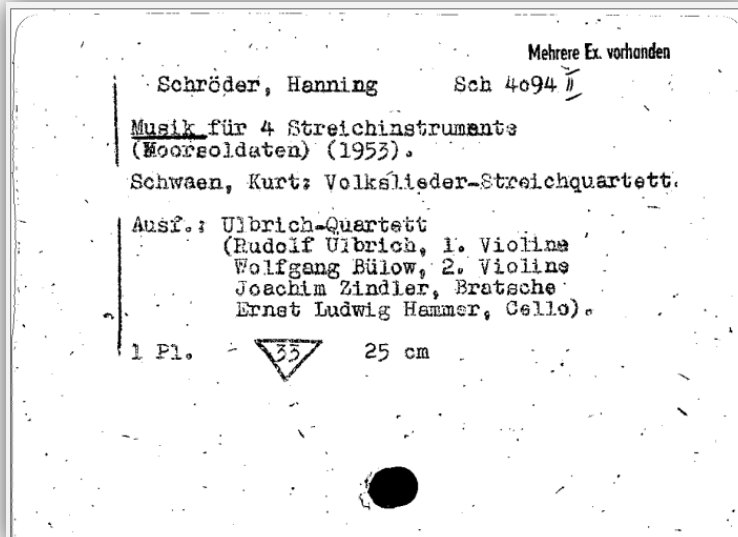 Mehrere Ex. vorhanden
Schröder, Hanning Sch 4o94 II
Musik für 4 Streichinstrumente
(Moorsoldaten) (1953).
Schwaen, Kurt: Volkslieder-Streichquartett.
Ausf.: Ulbrich-Quartett
(Rudolf Ulbrich, 1. Violine
Wolfgang Bülow, 2. Violine
Joachim Zindler, Bratsche
Ernst Ludwig Hammer, Cello).
1 Pl. - 33 25 cm